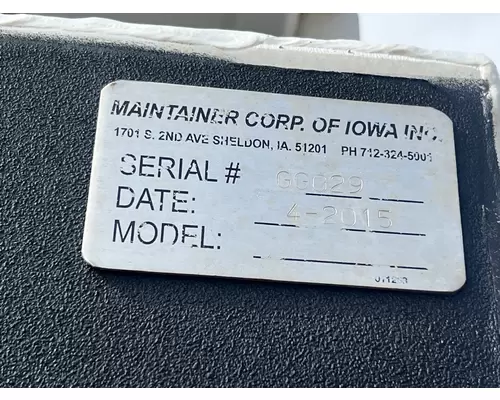 MAINTAINER CORP. OF IOWA INC.
1701 S. 2ND AVE SHELDON, IA. 51201 PH 712-324-5001
SERIAL #
DATE: 4-2015
MODEL: